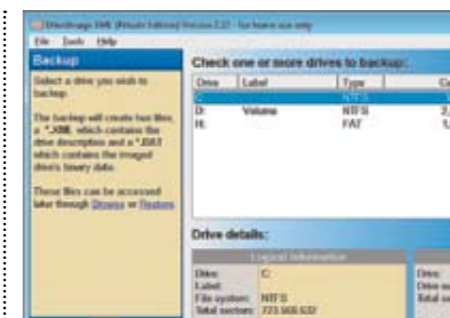 DriveImage XML (Private Edition) Version 2.12 - for home use only
File Tools Help
Backup
Select a drive you wish to
backup.
The backup will create two files,
a *.XML which contains the
drive description and a *.DAT
which contains the imaged
drive's binary data.
These files can be accessed
later through Browse or Restore
Check one or more drives to backup:
Drive Label Type
C: NTFS
D: Volume NTFS
H: FAT
Drive details:
Logical Information
Drive: C:
Label:
File system: NTFS
Total sectors:
Drive: